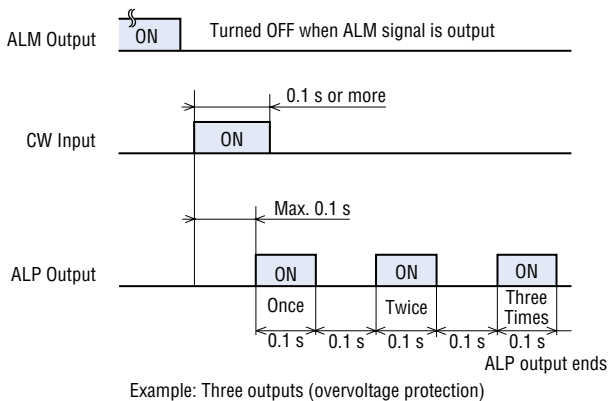 ALM Output
ON
Turned OFF when ALM signal is output
0.1 s or more
CW Input
ON
Max. 0.1 s
ALP Output
ON
ON
ON
Once
Twice
Three
Times
0.1 s
0.1 s
0.1 s
0.1 s
0.1 s
ALP output ends
Example: Three outputs (overvoltage protection)